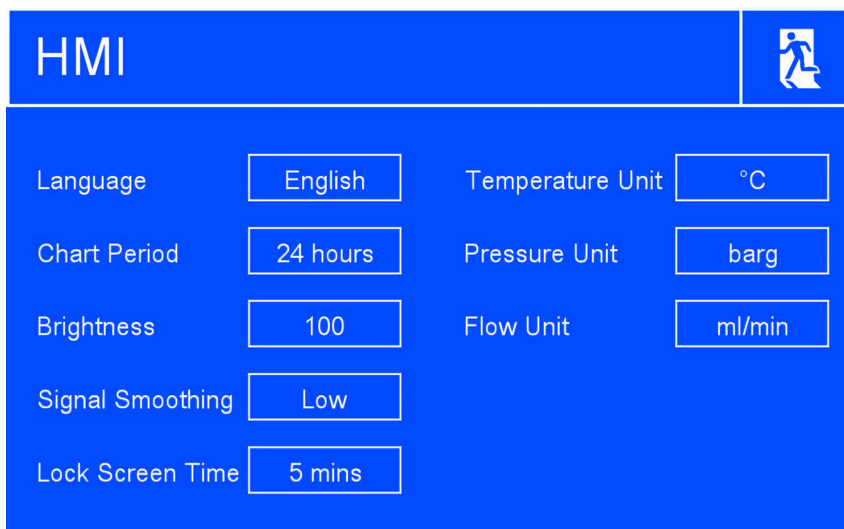 HMI
Language English Temperature Unit °C
Chart Period 24 hours Pressure Unit barg
Brightness 100 Flow Unit ml/min
Signal Smoothing Low
Lock Screen Time 5 mins